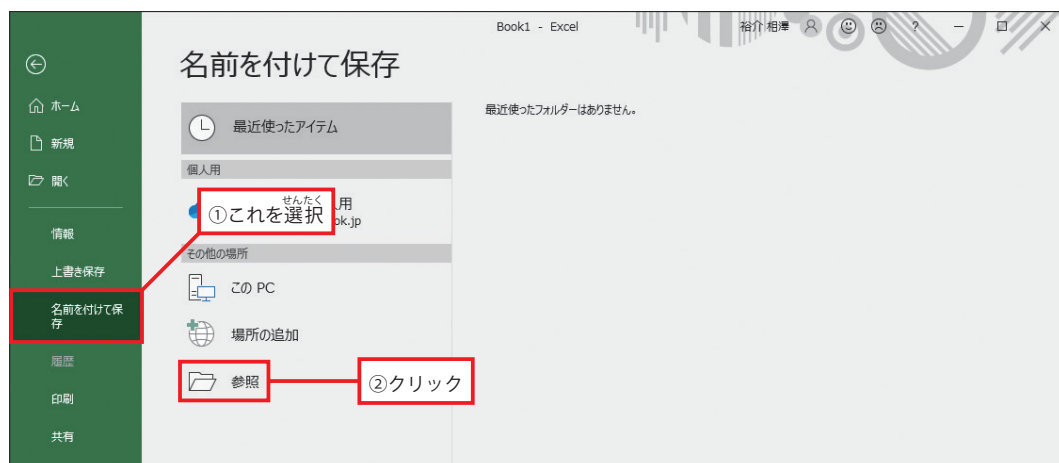 Book1 - Excel
裕介 相澤
?
名前を付けて保存
ホーム
新規
開く
情報
上書き保存
名前を付けて保
存
履歴
印刷
共有
最近使ったアイテム
個人用
人用
ok.jp
せんたく
①これを選択
その他の場所
この PC
場所の追加
参照
②クリック
最近使ったフォルダーはありません。